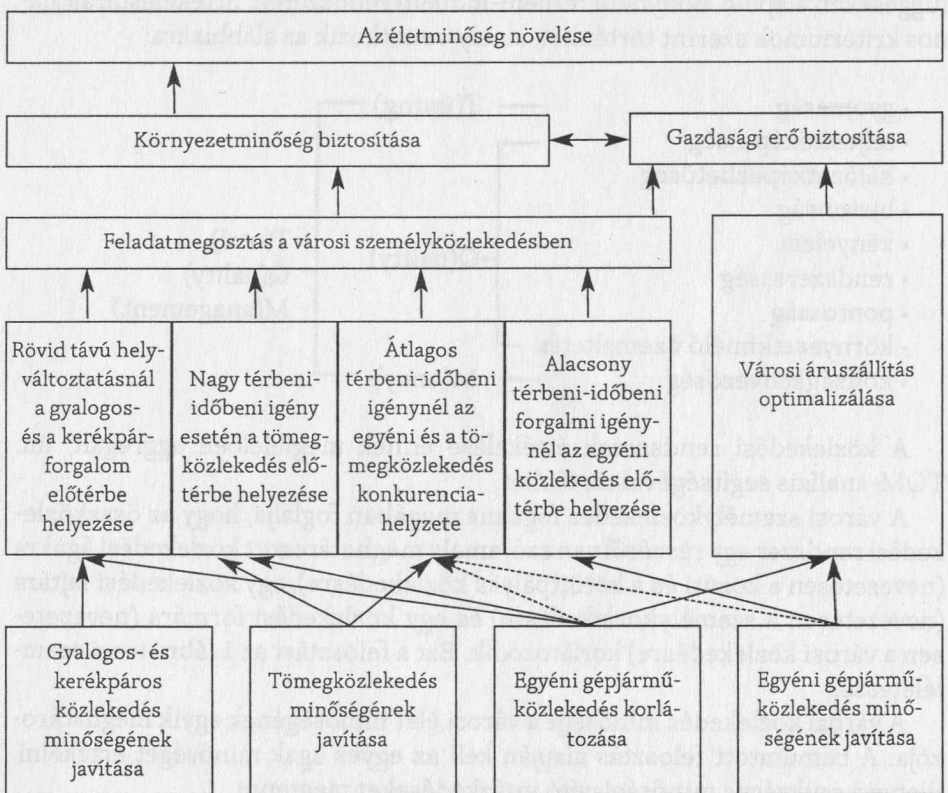 Az életminőség növelése
Környezetminőség biztosítása
Gazdasági erő biztosítása
Feladatmegosztás a városi személyközlekedésben
Rövid távú hely-
változtatásnál
a gyalogos-
és a kerékpár-
forgalom
előtérbe
helyezése
Nagy térbeni-
időbeni igény
esetén a tömeg-
közlekedés elő-
térbe helyezése
Átlagos
térbeni-időbeni
igénynél az
egyéni- és a tö-
megközlekedés
konkurencia-
helyzete
Alacsony
térbeni-időbeni
forgalmi igény-
nél az egyéni
közlekedés elő-
térbe helyezése
Városi áruszállítás
optimalizálása
Gyalogos- és
kerékpáros
közlekedés
minőségének
javítása
Tömegközlekedés
minőségének
javítása
Egyéni gépjármű-
közlekedés korlá-
tozása
Egyéni gépjármű-
közlekedés minő-
ségének javítása